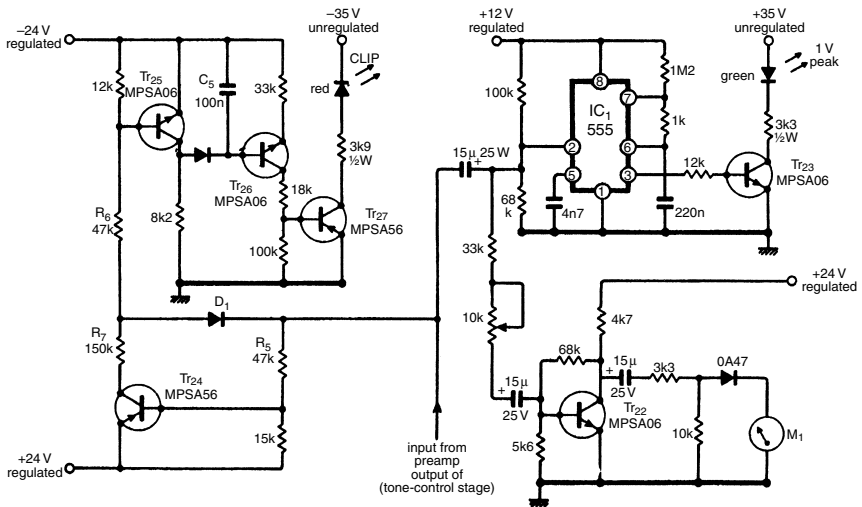 −24 V
regulated
−35 V
unregulated
+12 V
regulated
+35 V
unregulated
Tr25
MPSA06
12k
C5
100n
33k
CLIP
red
3k9
½W
Tr26
MPSA06
18k
Tr27
MPSA56
R6
47k
8k2
100k
D1
R7
150k
R5
47k
Tr24
MPSA56
15k
+24 V
regulated
input from
preamp
output of
(tone-control stage)
15μ + 25 W
100k
68
k
IC1
555
8
7
2
6
5
3
1
1M2
1k
4n7
220n
12k
green
1 V
peak
3k3
½W
Tr23
MPSA06
33k
10k
+24 V
regulated
4k7
68k
15μ
+
25 V
5k6
Tr22
MPSA06
+
15μ
25 V
3k3
0A47
10k
M1